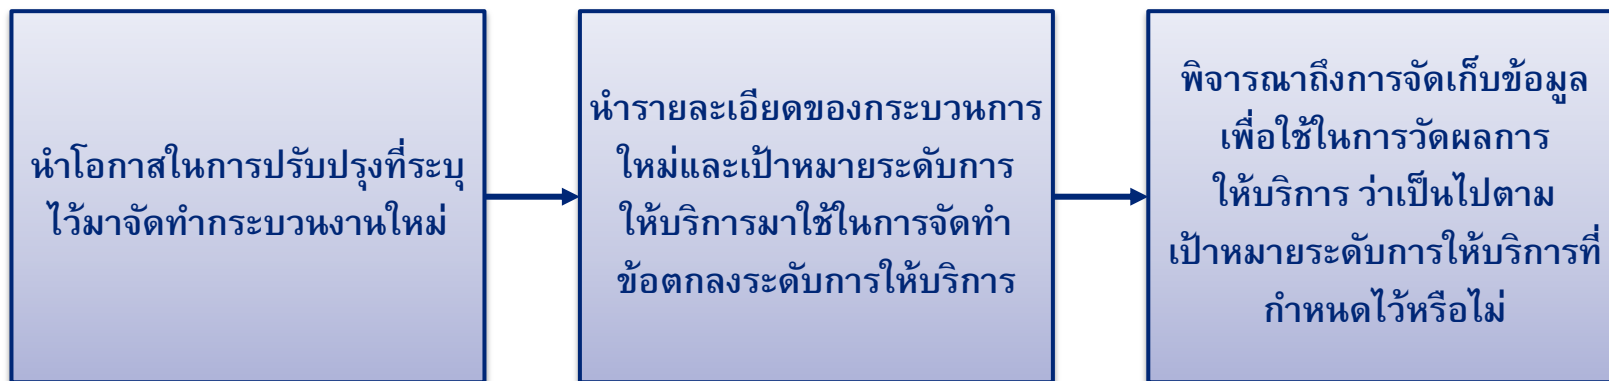 นำโอกาสในการปรับปรุงที่ระบุ
ไว้มาจัดทำกระบวนงานใหม่
นำรายละเอียดของกระบวนการ
ใหม่และเป้าหมายระดับการ
ให้บริการมาใช้ในการจัดทำ
ข้อตกลงระดับการให้บริการ
พิจารณาถึงการจัดเก็บข้อมูล
เพื่อใช้ในการวัดผลการ
ให้บริการ ว่าเป็นไปตาม
เป้าหมายระดับการให้บริการที่
กำหนดไว้หรือไม่